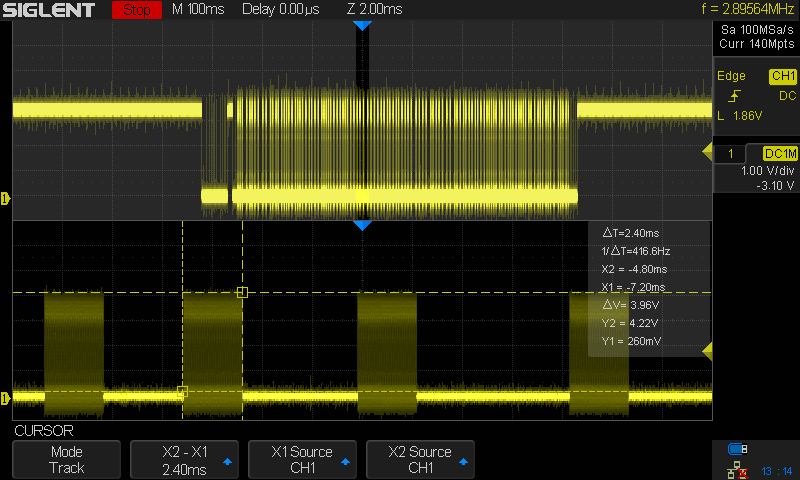 SIGLENT Stop M 100ms Delay 0.00µs Z 2.00ms f = 2.89564MHz
Sa 100MSa/s
Curr 140Mpts
Edge CH1
DC
L 1.86V
1 DC1M
1.00 V/div
-3.10 V
1
△T=2.40ms
1/△T=416.6Hz
X2 = -4.80ms
X1 = -7.20ms
△V= 3.96V
Y2 = 4.22V
Y1 = 260mV
1
CURSOR
Mode
Track
X2 - X1
2.40ms
X1 Source
CH1
X2 Source
CH1
13 : 14